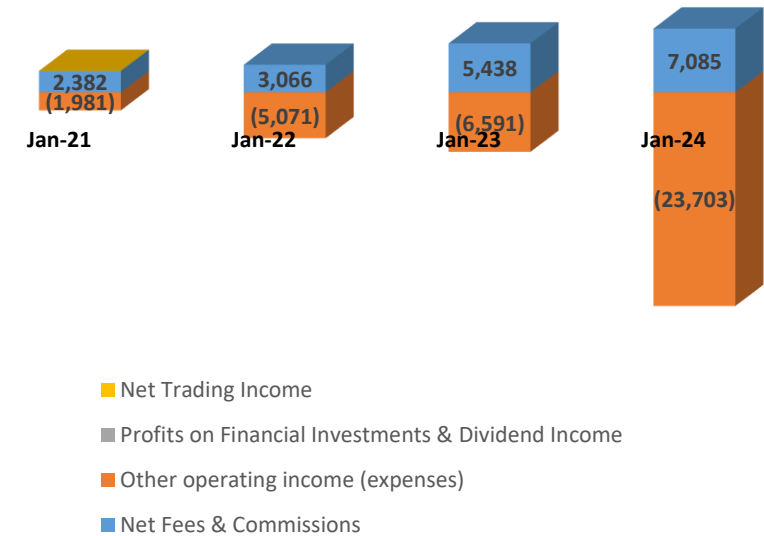 2,382
(1,981)
Jan-21
3,066
(5,071)
Jan-22
5,438
(6,591)
Jan-23
7,085
Jan-24
(23,703)
Net Trading Income
Profits on Financial Investments & Dividend Income
Other operating income (expenses)
Net Fees & Commissions